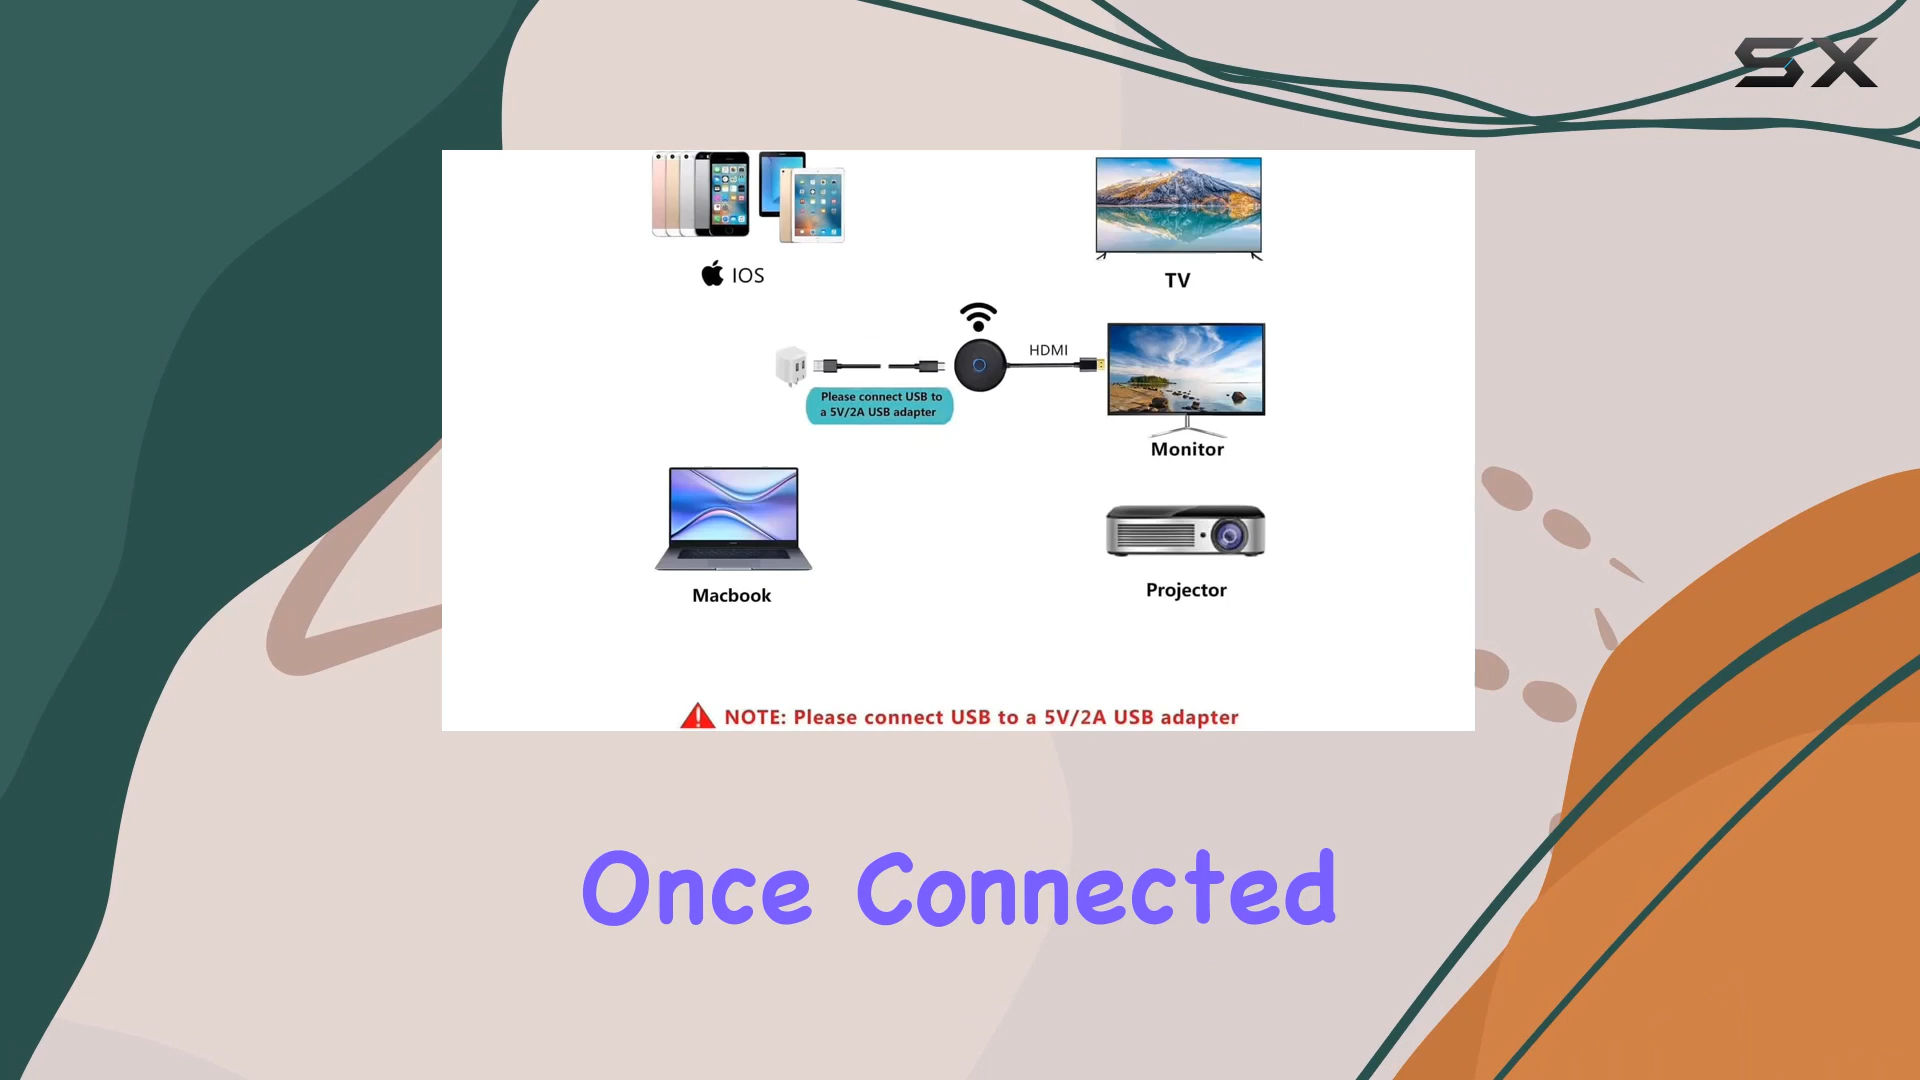 SX
IOS
TV
HDMI
Please connect USB to
a 5V/2A USB adapter
Monitor
Macbook
Projector
NOTE: Please connect USB to a 5V/2A USB adapter
Once Connected